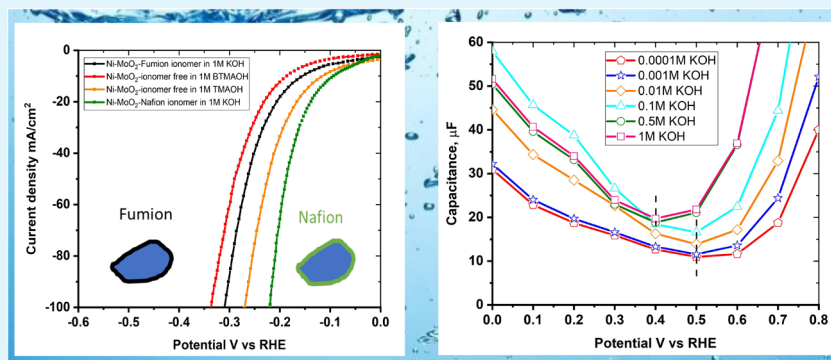 Current density mA/cm²
0
-20
-40
-60
-80
-100
Ni-MoO₂-Fumion ionomer in 1M KOH
Ni-MoO₂-ionomer free in 1M BTMAOH
Ni-MoO₂-ionomer free in 1M TMAOH
Ni-MoO₂-Nafion ionomer in 1M KOH
Fumion
Nafion
-0.6 -0.5 -0.4 -0.3 -0.2 -0.1 0.0
Potential V vs RHE
Capacitance, µF
60
50
40
30
20
10
0
0.0001M KOH
0.001M KOH
0.01M KOH
0.1M KOH
0.5M KOH
1M KOH
0.0 0.1 0.2 0.3 0.4 0.5 0.6 0.7 0.8
Potential V vs RHE